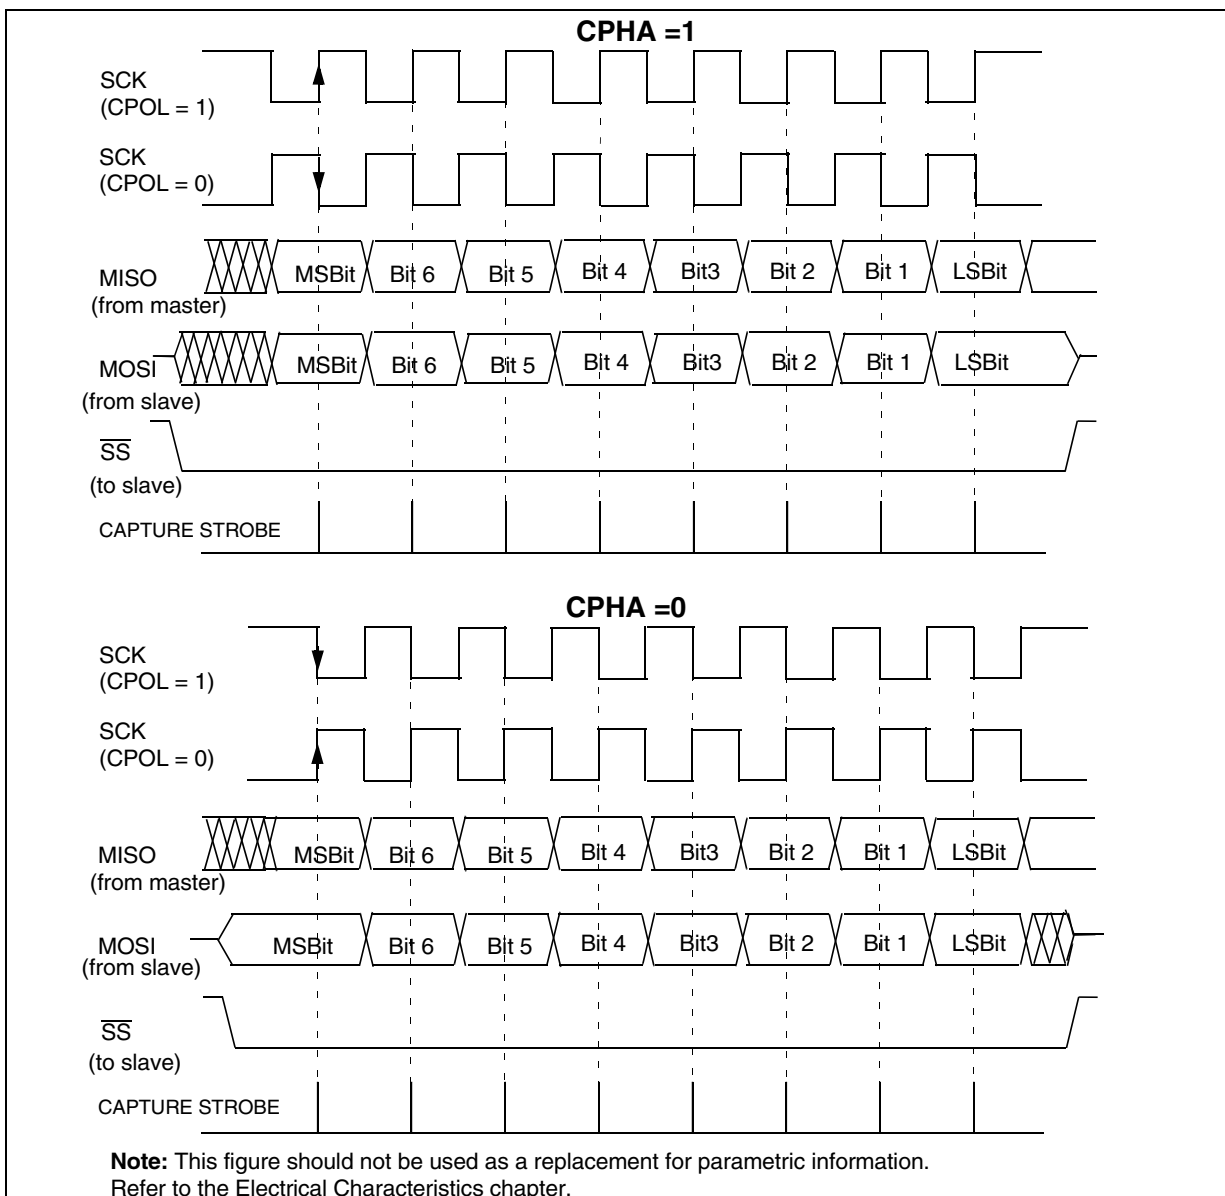 CPHA =1
SCK
(CPOL = 1)
SCK
(CPOL = 0)
MISO
(from master)
MSBit Bit 6 Bit 5 Bit 4 Bit3 Bit 2 Bit 1 LSBit
MOSI
(from slave)
MSBit Bit 6 Bit 5 Bit 4 Bit3 Bit 2 Bit 1 LSBit
SS
(to slave)
CAPTURE STROBE
CPHA =0
SCK
(CPOL = 1)
SCK
(CPOL = 0)
MISO
(from master)
MSBit Bit 6 Bit 5 Bit 4 Bit3 Bit 2 Bit 1 LSBit
MOSI
(from slave)
MSBit Bit 6 Bit 5 Bit 4 Bit3 Bit 2 Bit 1 LSBit
SS
(to slave)
CAPTURE STROBE
Note: This figure should not be used as a replacement for parametric information.
Refer to the Electrical Characteristics chapter.